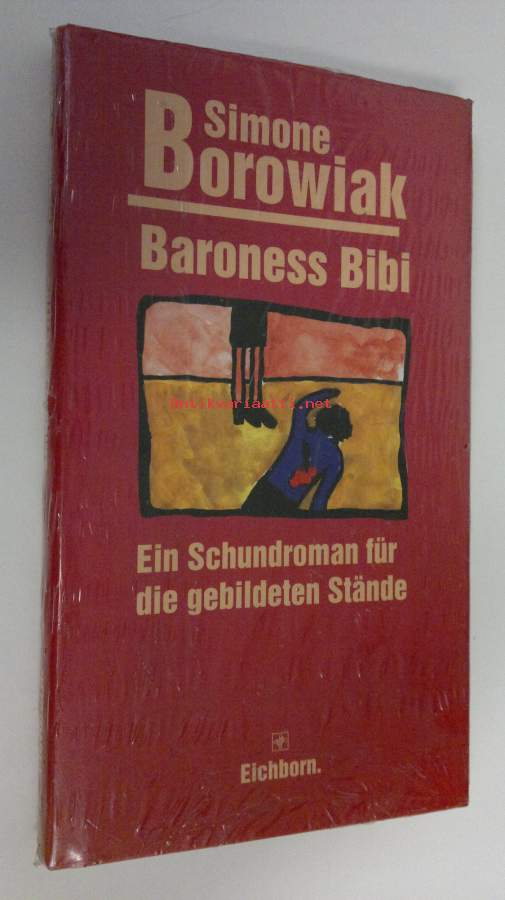 Simone
Borowiak
Baroness Bibi
antikvariaatti.net
Ein Schundroman für
die gebildeten Stände
Eichborn.